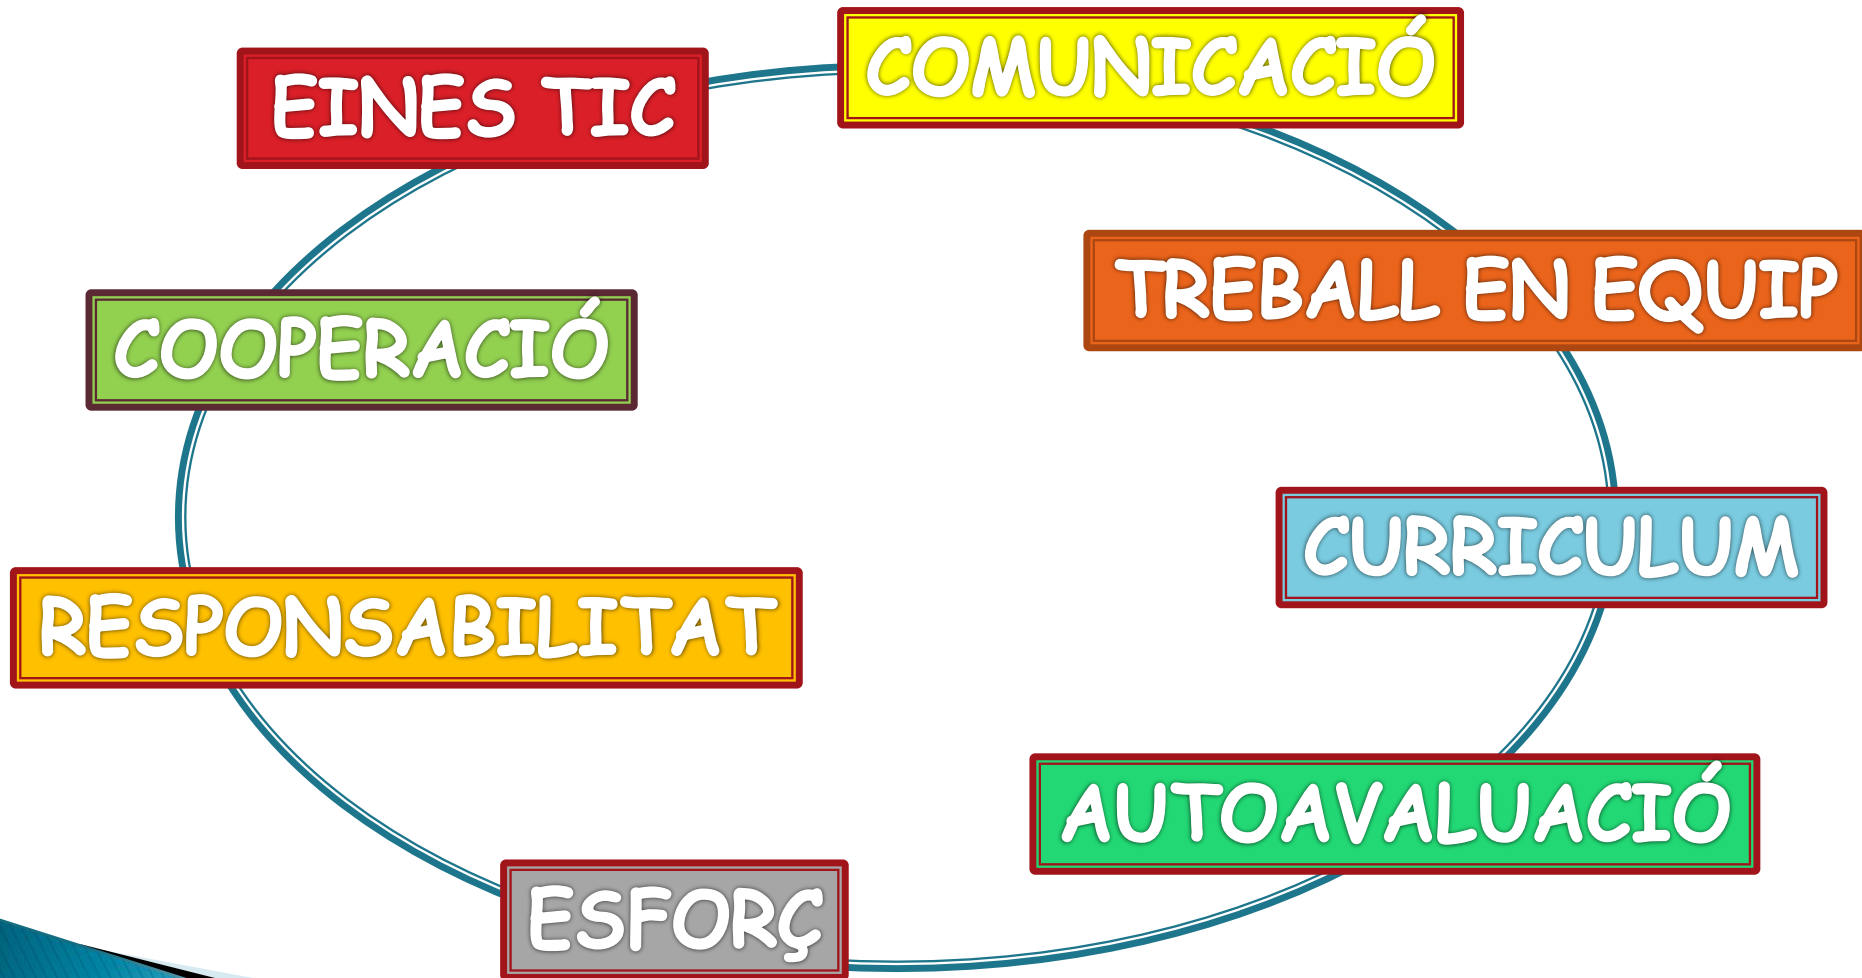 COMUNICACIÓ
EINES TIC
TREBALL EN EQUIP
COOPERACIÓ
CURRICULUM
RESPONSABILITAT
AUTOAVALUACIÓ
ESFORÇ